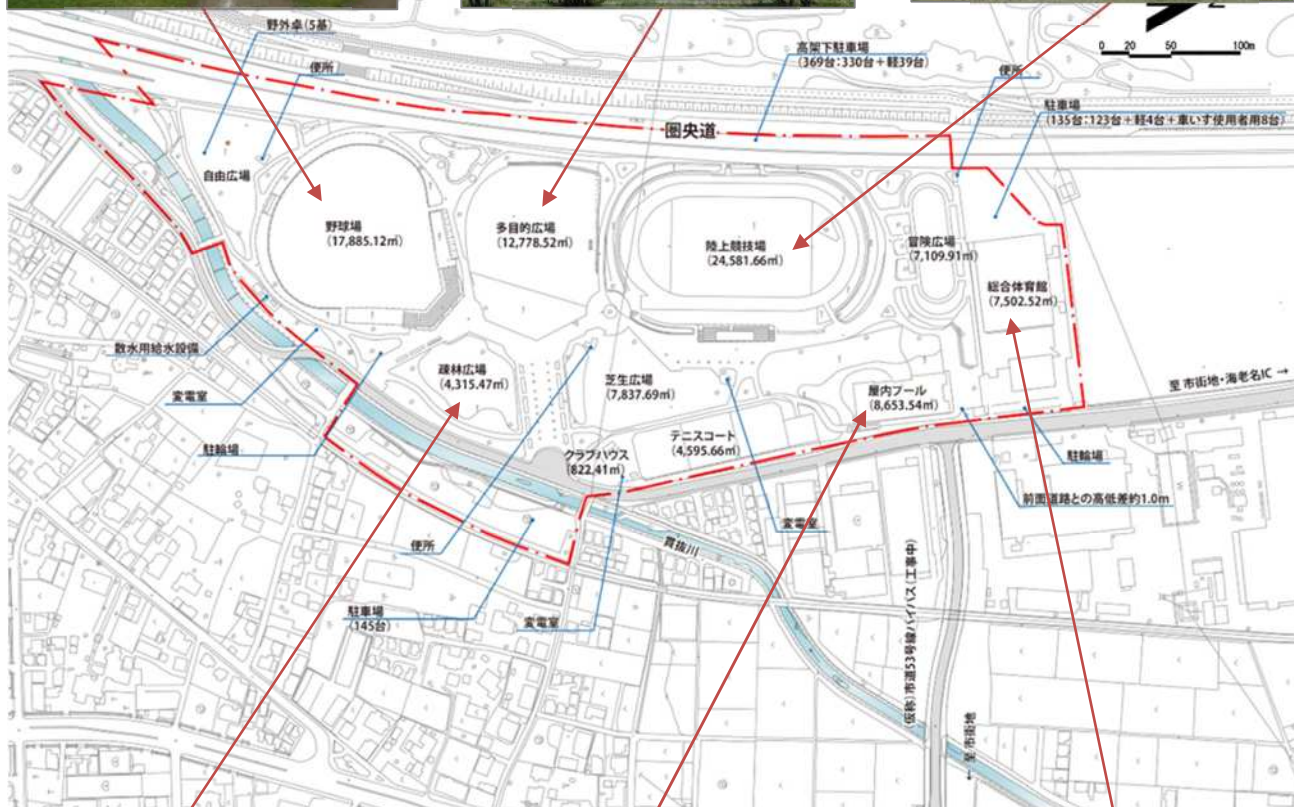 野外卓(5基)
便所
高架下駐車場
(369台:330台+軽39台)
0 20 50 100m
便所
駐車場
(135台:123台+軽4台+車いす使用者用8台)
圏央道
自由広場
野球場
(17,885.12㎡)
多目的広場
(12,778.52㎡)
陸上競技場
(24,581.66㎡)
冒険広場
(7,109.91㎡)
総合体育館
(7,502.52㎡)
散水用給水設備
変電室
駐輪場
疎林広場
(4,315.47㎡)
芝生広場
(7,837.69㎡)
屋内プール
(8,653.54㎡)
至市街地・海老名IC →
テニスコート
(4,595.66㎡)
クラブハウス
(822.41㎡)
駐輪場
前面道路との高低差約1.0m
変電室
便所
貫抜川
駐車場
(145台)
変電室
(仮称)市道53号線バイパス(工事中)
←至市街地